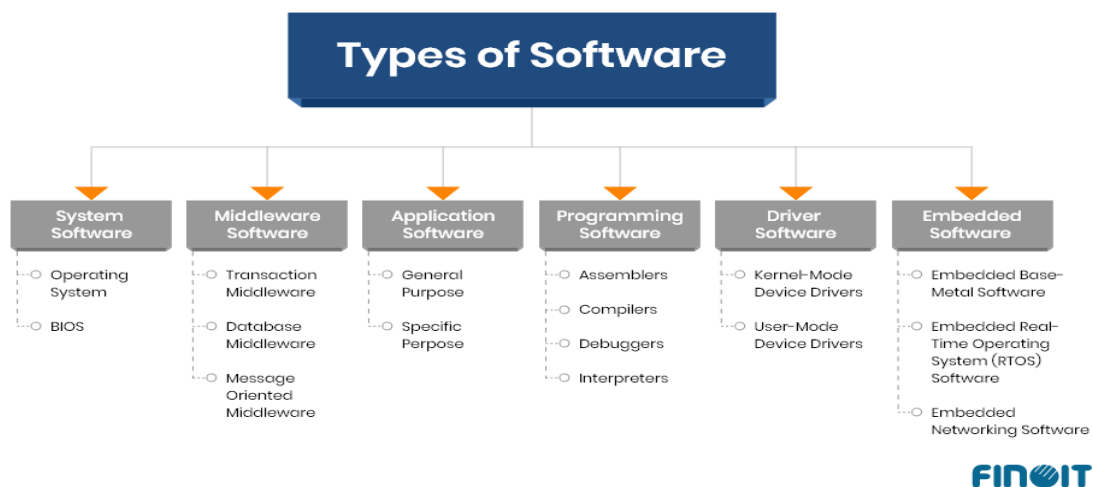 Types of Software
System
Software
Operating
System
BIOS
Middleware
Software
Transaction
Middleware
Database
Middleware
Message
Oriented
Middleware
Application
Software
General
Purpose
Specific
Perpose
Programming
Software
Assemblers
Compilers
Debuggers
Interpreters
Driver
Software
Kernel-Mode
Device Drivers
User-Mode
Device Drivers
Embedded
Software
Embedded Base-
Metal Software
Embedded Real-
Time Operating
System (RTOS)
Software
Embedded
Networking Software
FINOIT